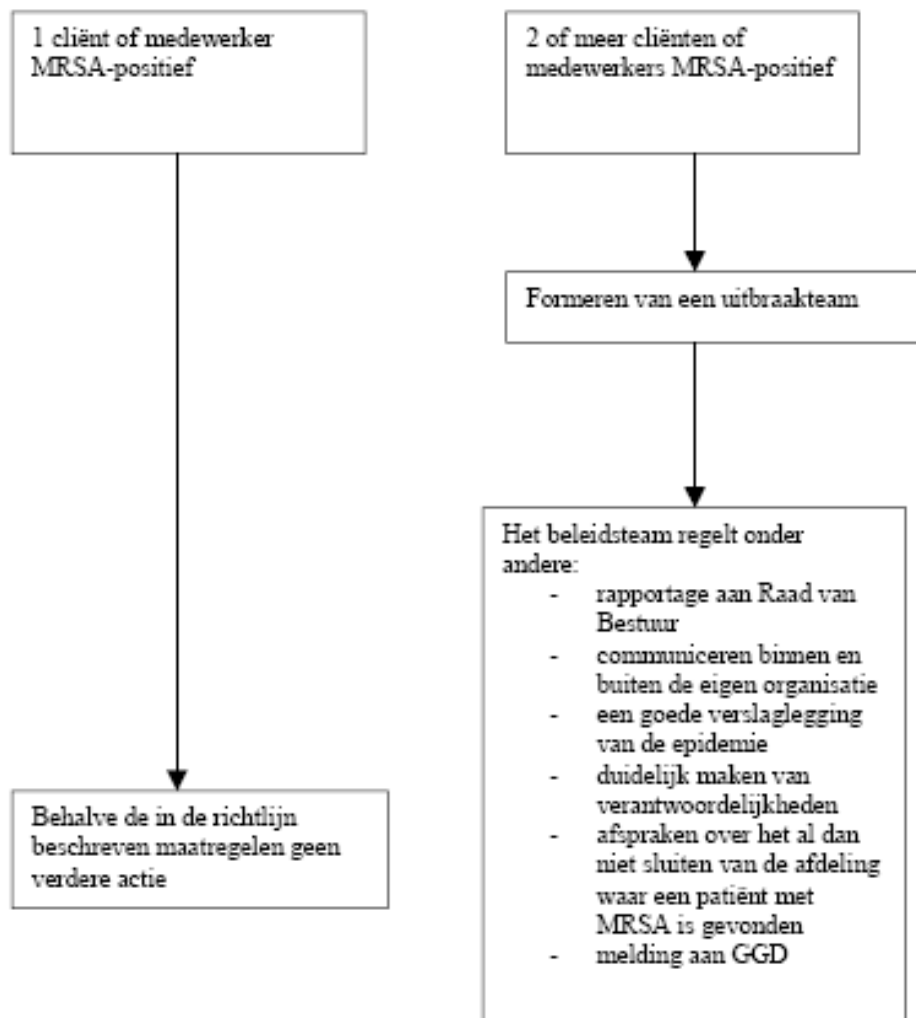 1 cliënt of medewerker
MRSA-positief
2 of meer cliënten of
medewerkers MRSA-positief
Formeren van een uitbraakteam
Het beleidsteam regelt onder
andere:
- rapportage aan Raad van
Bestuur
- communiceren binnen en
buiten de eigen organisatie
- een goede verslaglegging
van de epidemie
- duidelijk maken van
verantwoordelijkheden
- afspraken over het al dan
niet sluiten van de afdeling
waar een patiënt met
MRSA is gevonden
- melding aan GGD
Behalve de in de richtlijn
beschreven maatregelen geen
verdere actie